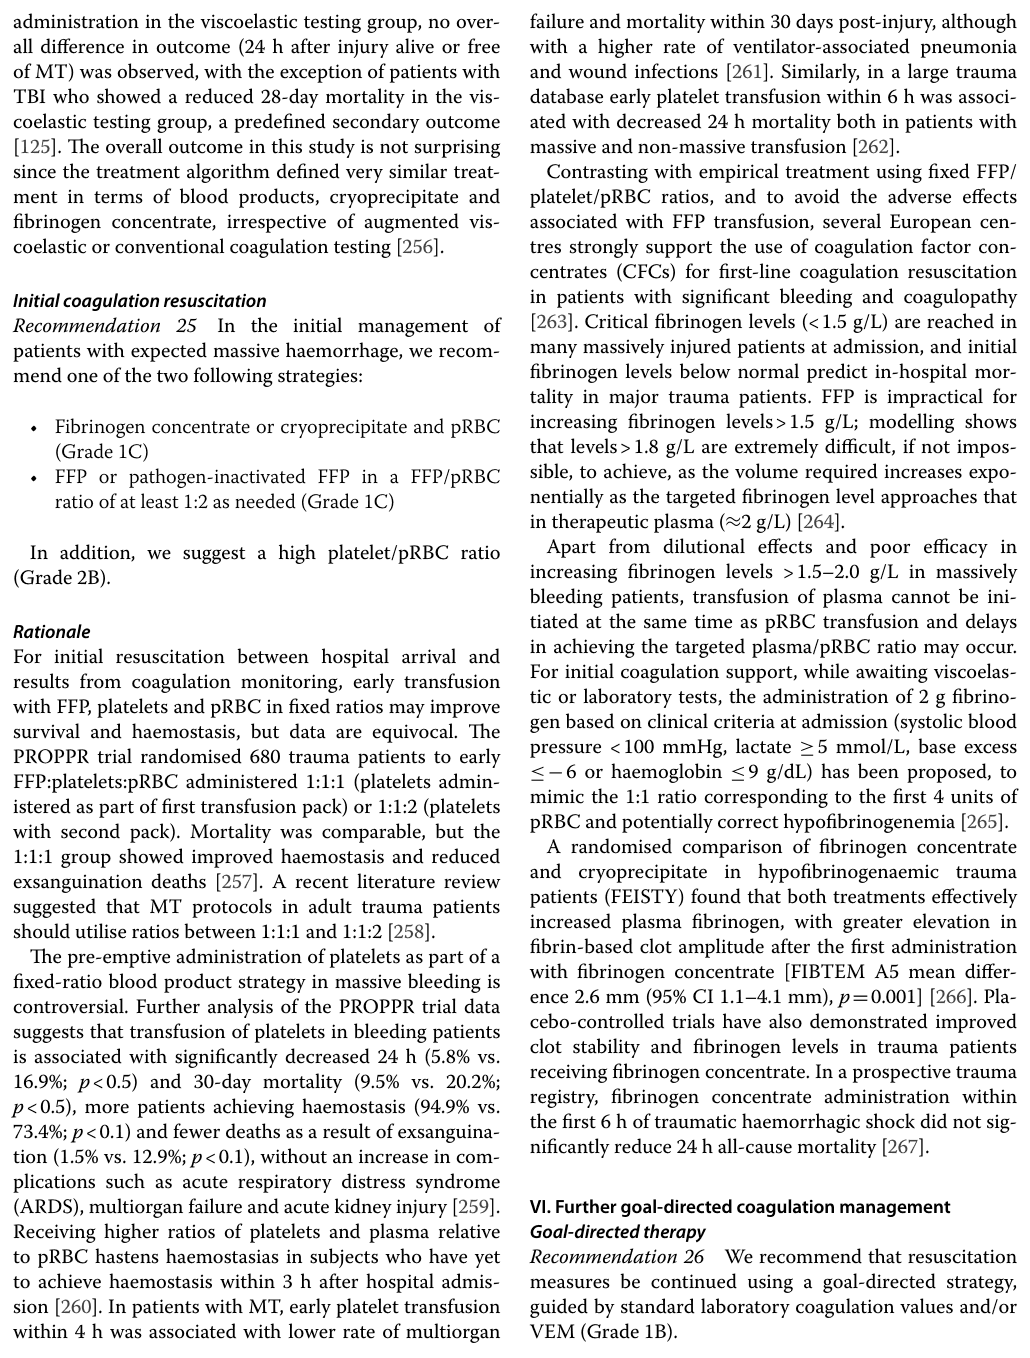 administration in the viscoelastic testing group, no over-
all difference in outcome (24 h after injury alive or free
of MT) was observed, with the exception of patients with
TBI who showed a reduced 28-day mortality in the vis-
coelastic testing group, a predefined secondary outcome
[125]. The overall outcome in this study is not surprising
since the treatment algorithm defined very similar treat-
ment in terms of blood products, cryoprecipitate and
fibrinogen concentrate, irrespective of augmented vis-
coelastic or conventional coagulation testing [256].
Initial coagulation resuscitation
Recommendation 25 In the initial management of
patients with expected massive haemorrhage, we recom-
mend one of the two following strategies:
• Fibrinogen concentrate or cryoprecipitate and pRBC
(Grade 1C)
• FFP or pathogen-inactivated FFP in a FFP/pRBC
ratio of at least 1:2 as needed (Grade 1C)
In addition, we suggest a high platelet/pRBC ratio
(Grade 2B).
Rationale
For initial resuscitation between hospital arrival and
results from coagulation monitoring, early transfusion
with FFP, platelets and pRBC in fixed ratios may improve
survival and haemostasis, but data are equivocal. The
PROPPR trial randomised 680 trauma patients to early
FFP:platelets:pRBC administered 1:1:1 (platelets admin-
istered as part of first transfusion pack) or 1:1:2 (platelets
with second pack). Mortality was comparable, but the
1:1:1 group showed improved haemostasis and reduced
exsanguination deaths [257]. A recent literature review
suggested that MT protocols in adult trauma patients
should utilise ratios between 1:1:1 and 1:1:2 [258].
The pre-emptive administration of platelets as part of a
fixed-ratio blood product strategy in massive bleeding is
controversial. Further analysis of the PROPPR trial data
suggests that transfusion of platelets in bleeding patients
is associated with significantly decreased 24 h (5.8% vs.
16.9%; p < 0.5) and 30-day mortality (9.5% vs. 20.2%;
p < 0.5), more patients achieving haemostasis (94.9% vs.
73.4%; p < 0.1) and fewer deaths as a result of exsanguina-
tion (1.5% vs. 12.9%; p < 0.1), without an increase in com-
plications such as acute respiratory distress syndrome
(ARDS), multiorgan failure and acute kidney injury [259].
Receiving higher ratios of platelets and plasma relative
to pRBC hastens haemostasias in subjects who have yet
to achieve haemostasis within 3 h after hospital admis-
sion [260]. In patients with MT, early platelet transfusion
within 4 h was associated with lower rate of multiorgan
failure and mortality within 30 days post-injury, although
with a higher rate of ventilator-associated pneumonia
and wound infections [261]. Similarly, in a large trauma
database early platelet transfusion within 6 h was associ-
ated with decreased 24 h mortality both in patients with
massive and non-massive transfusion [262].
Contrasting with empirical treatment using fixed FFP/
platelet/pRBC ratios, and to avoid the adverse effects
associated with FFP transfusion, several European cen-
tres strongly support the use of coagulation factor con-
centrates (CFCs) for first-line coagulation resuscitation
in patients with significant bleeding and coagulopathy
[263]. Critical fibrinogen levels (< 1.5 g/L) are reached in
many massively injured patients at admission, and initial
fibrinogen levels below normal predict in-hospital mor-
tality in major trauma patients. FFP is impractical for
increasing fibrinogen levels > 1.5 g/L; modelling shows
that levels > 1.8 g/L are extremely difficult, if not impos-
sible, to achieve, as the volume required increases expo-
nentially as the targeted fibrinogen level approaches that
in therapeutic plasma (≈2 g/L) [264].
Apart from dilutional effects and poor efficacy in
increasing fibrinogen levels > 1.5–2.0 g/L in massively
bleeding patients, transfusion of plasma cannot be ini-
tiated at the same time as pRBC transfusion and delays
in achieving the targeted plasma/pRBC ratio may occur.
For initial coagulation support, while awaiting viscoelas-
tic or laboratory tests, the administration of 2 g fibrino-
gen based on clinical criteria at admission (systolic blood
pressure < 100 mmHg, lactate ≥ 5 mmol/L, base excess
≤ − 6 or haemoglobin ≤ 9 g/dL) has been proposed, to
mimic the 1:1 ratio corresponding to the first 4 units of
pRBC and potentially correct hypofibrinogenemia [265].
A randomised comparison of fibrinogen concentrate
and cryoprecipitate in hypofibrinogenaemic trauma
patients (FEISTY) found that both treatments effectively
increased plasma fibrinogen, with greater elevation in
fibrin-based clot amplitude after the first administration
with fibrinogen concentrate [FIBTEM A5 mean differ-
ence 2.6 mm (95% CI 1.1–4.1 mm), p = 0.001] [266]. Pla-
cebo-controlled trials have also demonstrated improved
clot stability and fibrinogen levels in trauma patients
receiving fibrinogen concentrate. In a prospective trauma
registry, fibrinogen concentrate administration within
the first 6 h of traumatic haemorrhagic shock did not sig-
nificantly reduce 24 h all-cause mortality [267].
VI. Further goal-directed coagulation management
Goal-directed therapy
Recommendation 26 We recommend that resuscitation
measures be continued using a goal-directed strategy,
guided by standard laboratory coagulation values and/or
VEM (Grade 1B).